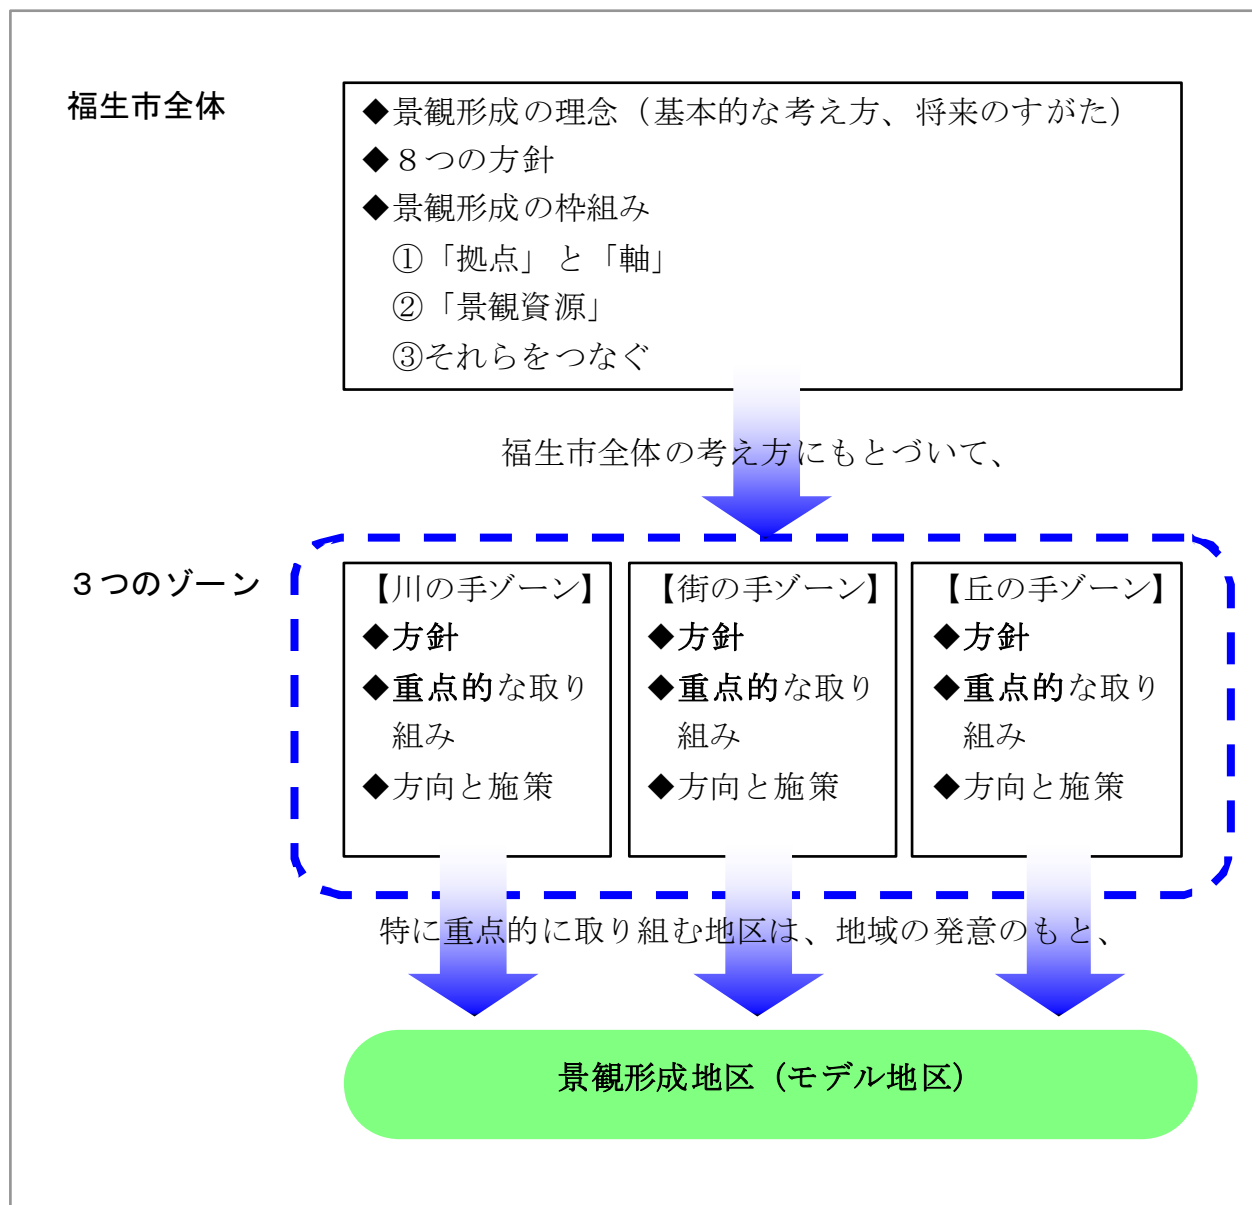 福生市全体
◆景観形成の理念（基本的な考え方、将来のすがた）
◆８つの方針
◆景観形成の枠組み
①「拠点」と「軸」
②「景観資源」
③それらをつなぐ
福生市全体の考え方にもとづいて、
３つのゾーン
【川の手ゾーン】
◆方針
◆重点的な取り
組み
◆方向と施策
【街の手ゾーン】
◆方針
◆重点的な取り
組み
◆方向と施策
【丘の手ゾーン】
◆方針
◆重点的な取り
組み
◆方向と施策
特に重点的に取り組む地区は、地域の発意のもと、
景観形成地区（モデル地区）